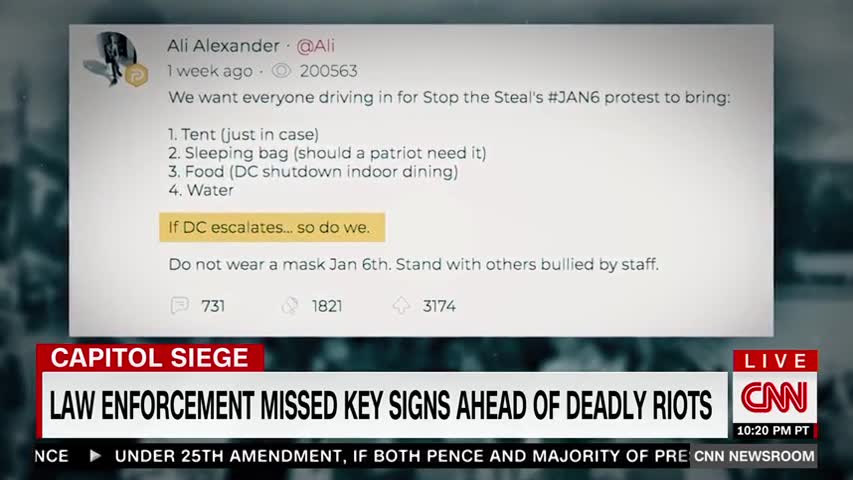 Ali Alexander · @Ali
1 week ago · 200563
We want everyone driving in for Stop the Steal's #JAN6 protest to bring:
1. Tent (just in case)
2. Sleeping bag (should a patriot need it)
3. Food (DC shutdown indoor dining)
4. Water
If DC escalates... so do we.
Do not wear a mask Jan 6th. Stand with others bullied by staff.
731 1821 3174
CAPITOL SIEGE
LAW ENFORCEMENT MISSED KEY SIGNS AHEAD OF DEADLY RIOTS
LIVE
CNN
10:20 PM PT
NCE ▶ UNDER 25TH AMENDMENT, IF BOTH PENCE AND MAJORITY OF PRE
CNN NEWSROOM